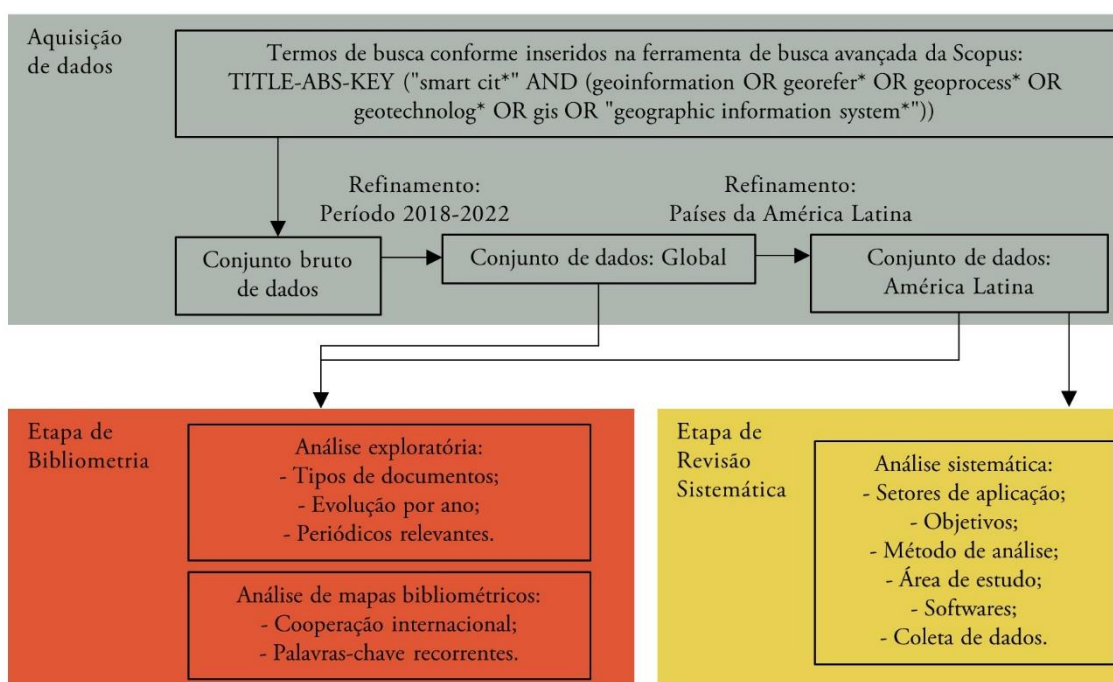 Aquisição
de dados
Termos de busca conforme inseridos na ferramenta de busca avançada da Scopus:
TITLE-ABS-KEY ("smart cit*" AND (geoinformation OR georefer* OR geoprocess* OR
geotechnolog* OR gis OR "geographic information system*"))
Refinamento:
Período 2018-2022
Refinamento:
Países da América Latina
Conjunto bruto
de dados
Conjunto de dados: Global
Conjunto de dados:
América Latina
Etapa de
Bibliometria
Análise exploratória:
- Tipos de documentos;
- Evolução por ano;
- Periódicos relevantes.
Análise de mapas bibliométricos:
- Cooperação internacional;
- Palavras-chave recorrentes.
Etapa de
Revisão
Sistemática
Análise sistemática:
- Setores de aplicação;
- Objetivos;
- Método de análise;
- Área de estudo;
- Softwares;
- Coleta de dados.